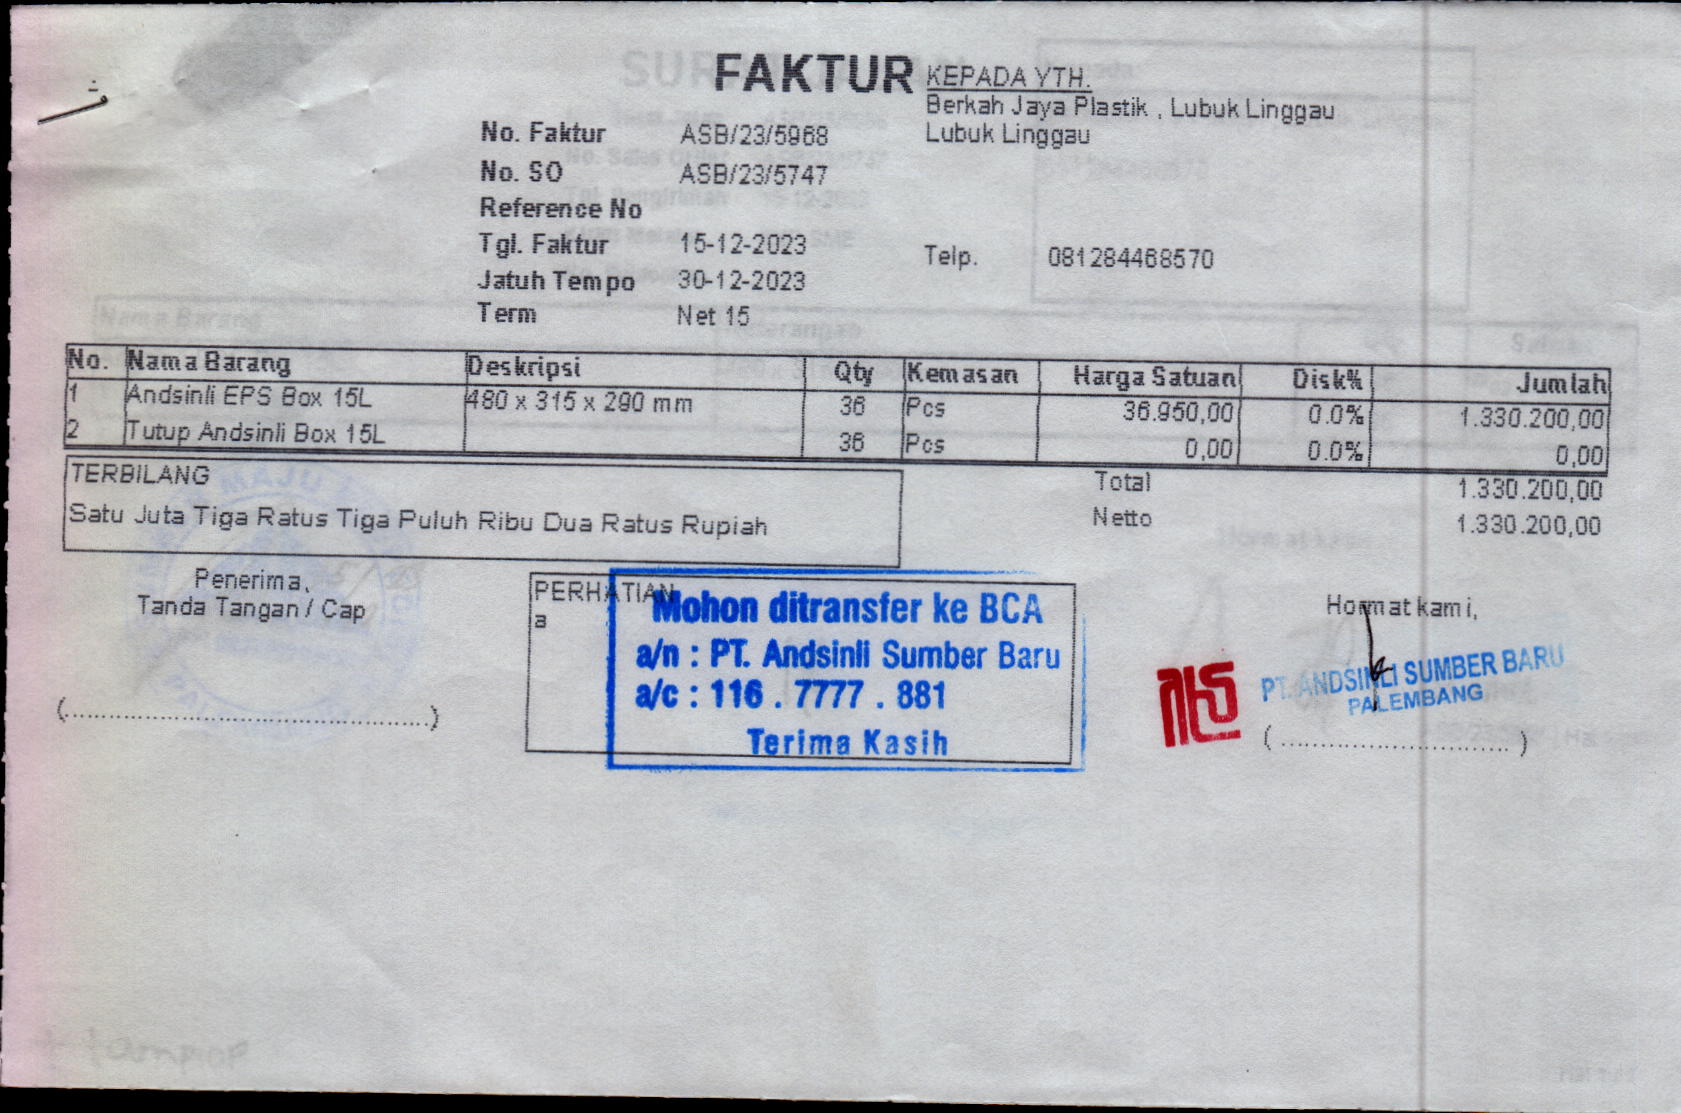 FAKTUR
KEPADA YTH.
Berkah Jaya Plastik , Lubuk Linggau
Lubuk Linggau
No. Faktur ASB/23/5968
No. SO ASB/23/5747
Reference No
Tgl. Faktur 15-12-2023
Telp. 081284468570
Jatuh Tempo 30-12-2023
Term Net 15
No. Nama Barang Deskripsi Qty Kemasan Harga Satuan Disk% Jumlah
1 Andsinli EPS Box 15L 480 x 315 x 290 mm 36 Pcs 36.950,00 0.0% 1.330.200,00
2 Tutup Andsinli Box 15L 36 Pcs 0,00 0.0% 0,00
TERBILANG
Satu Juta Tiga Ratus Tiga Puluh Ribu Dua Ratus Rupiah
Total 1.330.200,00
Netto 1.330.200,00
Penerima,
Tanda Tangan / Cap
(........................................)
PERHATIAN
a
Mohon ditransfer ke BCA
a/n : PT. Andsinli Sumber Baru
a/c : 116 . 7777 . 881
Terima Kasih
Hormat kami,
PT. ANDSINLI SUMBER BARU
PALEMBANG
( .............................. )